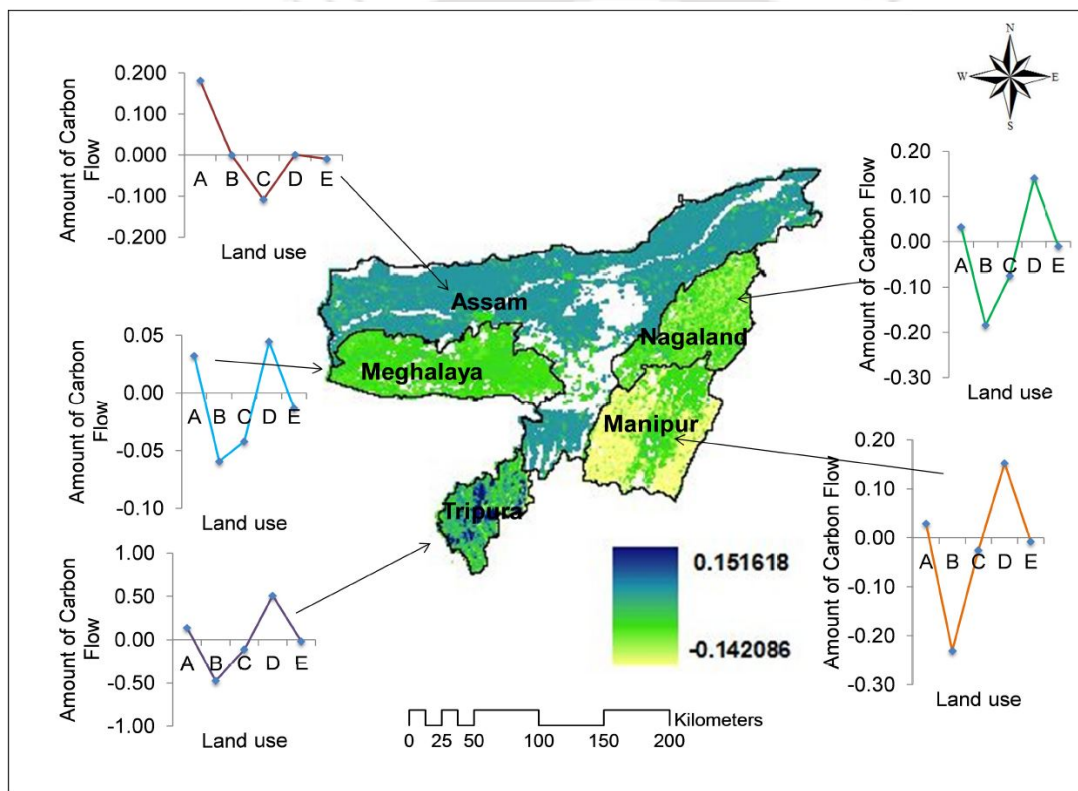 N
W E
S
Amount of Carbon
Flow
0.200
0.100
0.000
-0.100
-0.200
A B C D E
Land use
Amount of Carbon Flow
0.20
0.10
0.00
-0.10
-0.20
-0.30
A B C D E
Land use
Assam
Nagaland
Meghalaya
Manipur
Tripura
Amount of Carbon
Flow
0.05
0.00
-0.05
-0.10
A B C D E
Land use
Amount of Carbon Flow
0.20
0.10
0.00
-0.10
-0.20
-0.30
A B C D E
Land use
Amount of Carbon
Flow
1.00
0.50
0.00
-0.50
-1.00
A B C D E
Land use
0.151618
-0.142086
Kilometers
0 25 50 100 150 200